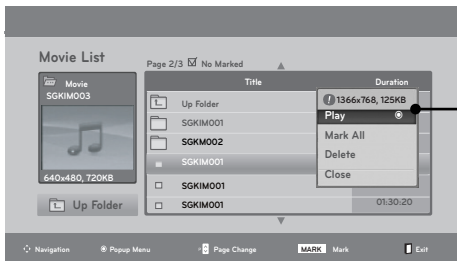 Movie List
Page 2/3 No Marked
Movie
SGKIM003
640x480, 720KB
Up Folder
Title
Duration
Up Folder
SGKIM001
SGKM002
SGKIM001
SGKIM001
SGKIM001
01:30:20
1366x768, 125KB
Play
Mark All
Delete
Close
Navigation
Popup Menu
Page Change
MARK Mark
Exit